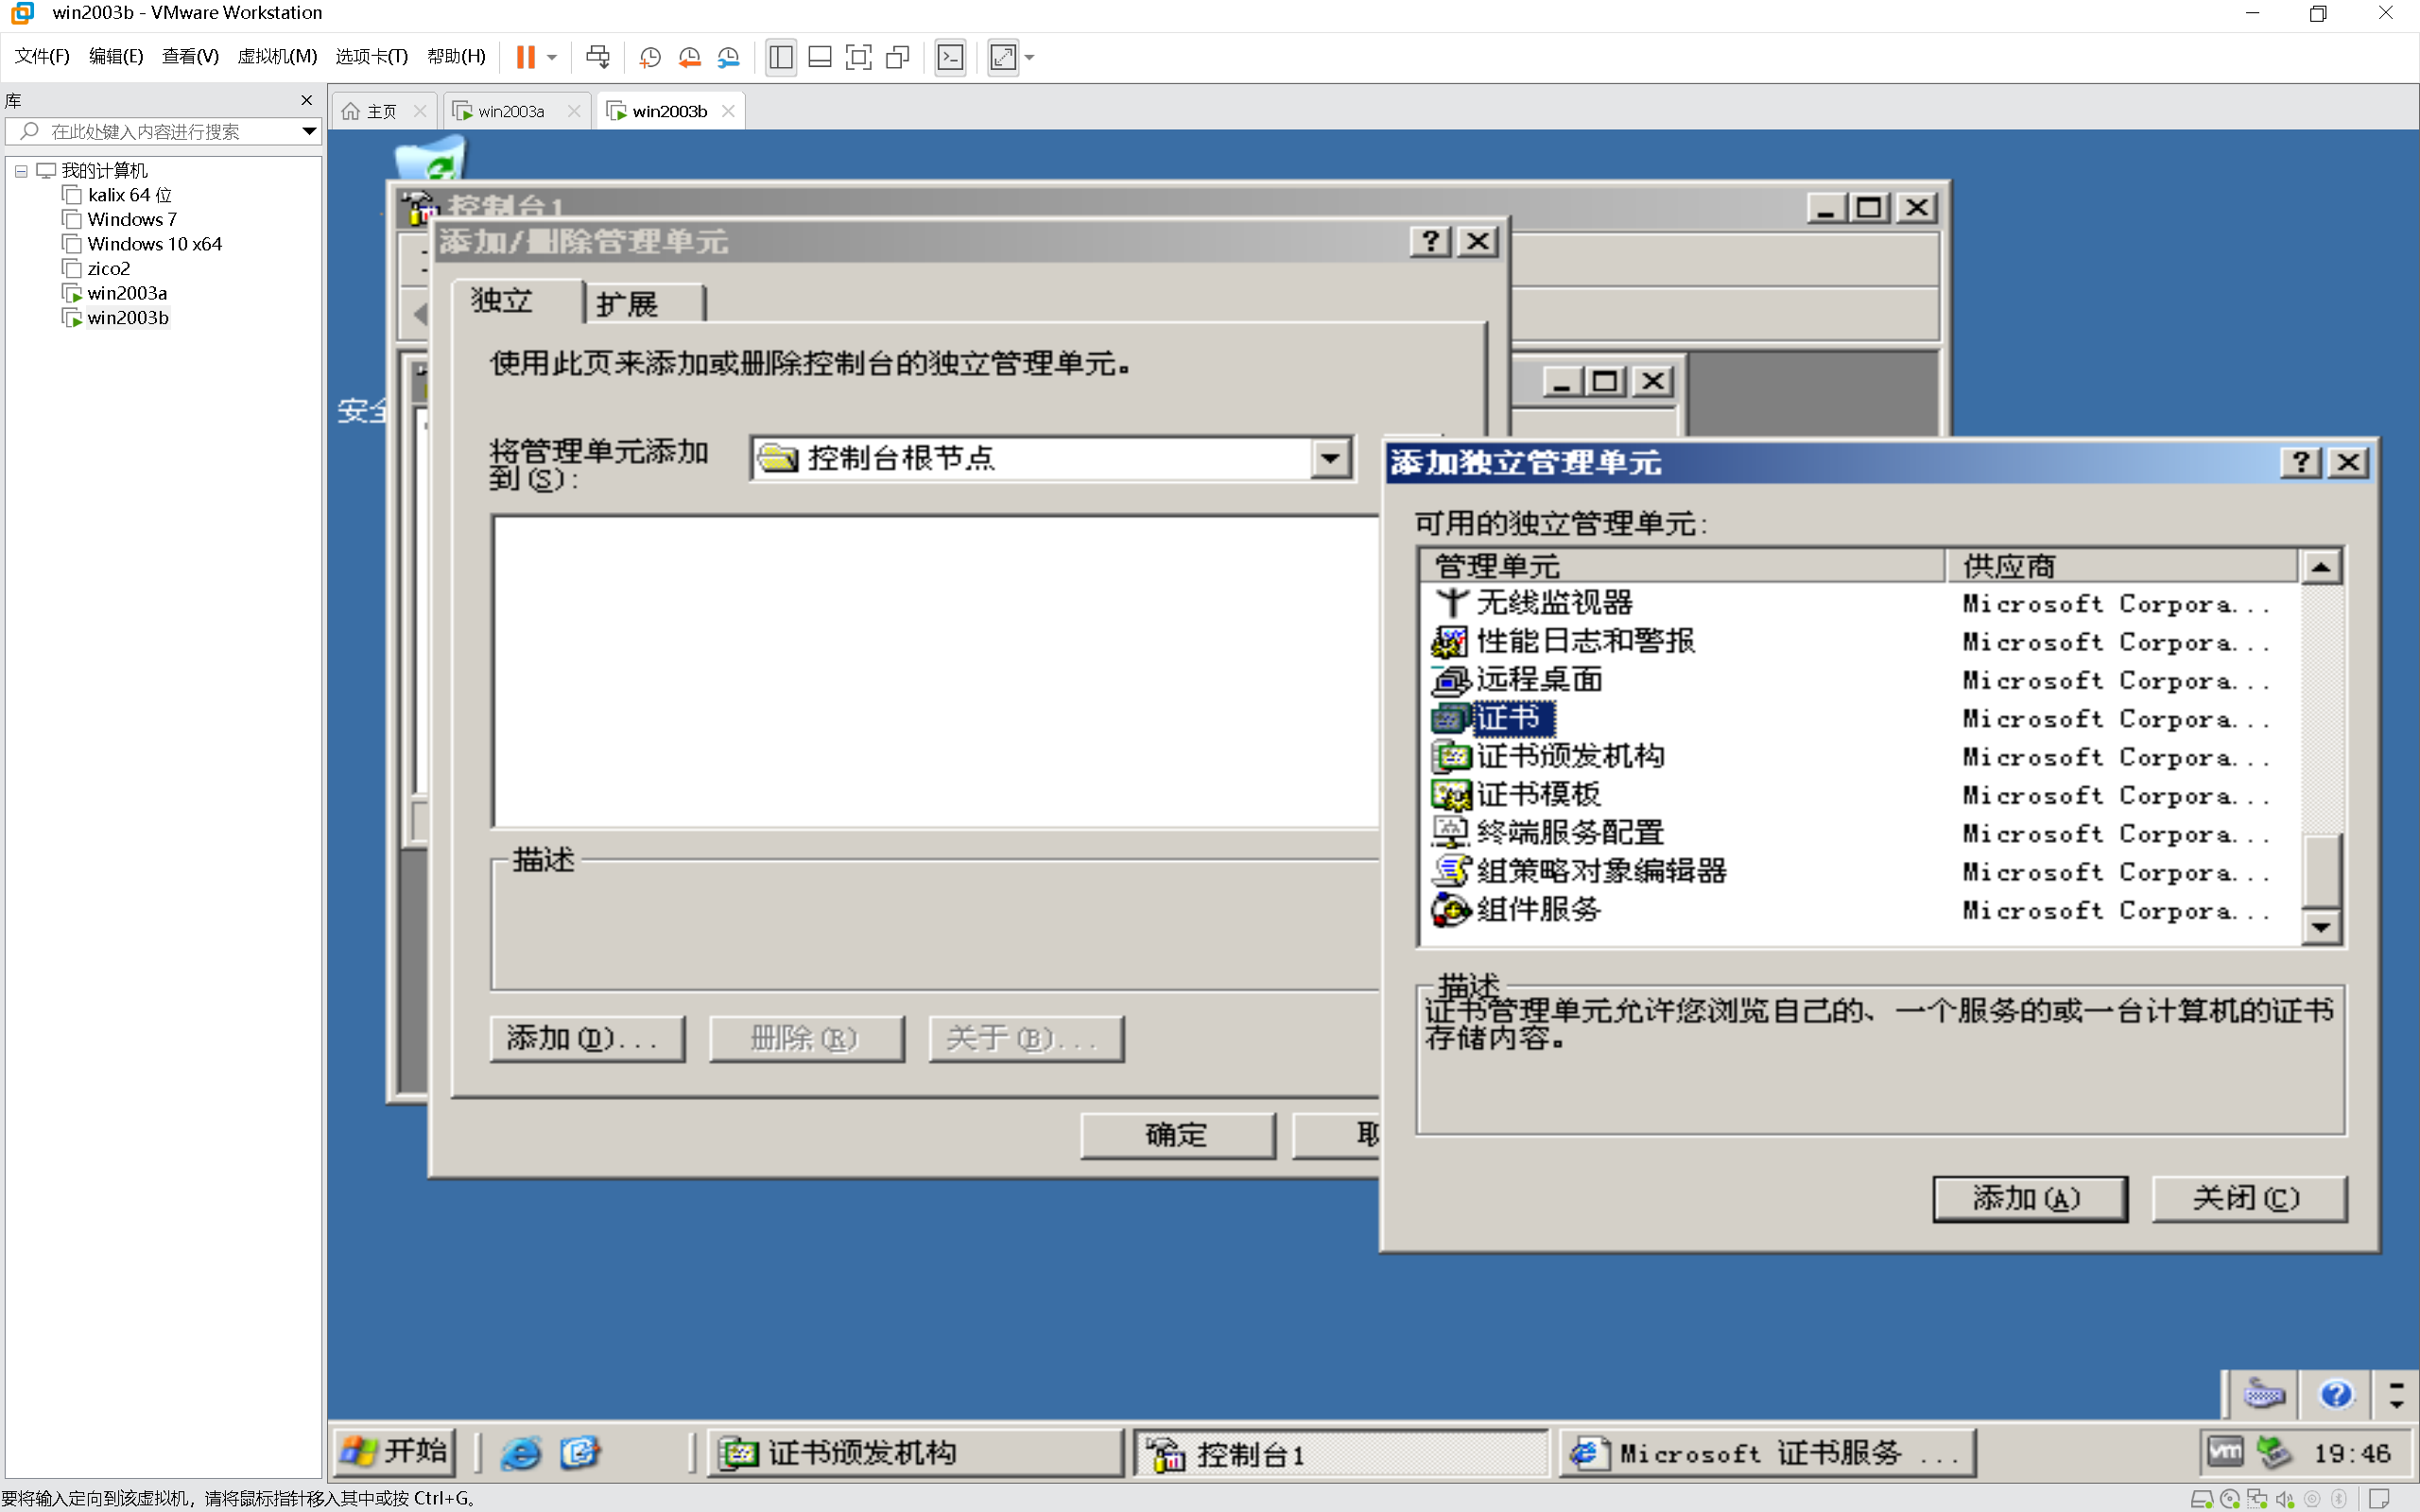 win2003b - VMware Workstation
文件(F) 编辑(E) 查看(V) 虚拟机(M) 选项卡(T) 帮助(H)
库
在此处键入内容进行搜索
我的计算机
kalix 64 位
Windows 7
Windows 10 x64
zico2
win2003a
win2003b
主页 win2003a win2003b
安全
控制台1
添加/删除管理单元
独立 扩展
使用此页来添加或删除控制台的独立管理单元。
将管理单元添加
到(S):
控制台根节点
描述
添加(D)... 删除(R) 关于(B)...
确定 取
添加独立管理单元
可用的独立管理单元:
管理单元 供应商
无线监视器 Microsoft Corpora...
性能日志和警报 Microsoft Corpora...
远程桌面 Microsoft Corpora...
证书 Microsoft Corpora...
证书颁发机构 Microsoft Corpora...
证书模板 Microsoft Corpora...
终端服务配置 Microsoft Corpora...
组策略对象编辑器 Microsoft Corpora...
组件服务 Microsoft Corpora...
描述
证书管理单元允许您浏览自己的、一个服务的或一台计算机的证书
存储内容。
添加(A) 关闭(C)
开始 证书颁发机构 控制台1 Microsoft 证书服务 ... vm 19:46
要将输入定向到该虚拟机，请将鼠标指针移入其中或按 Ctrl+G。